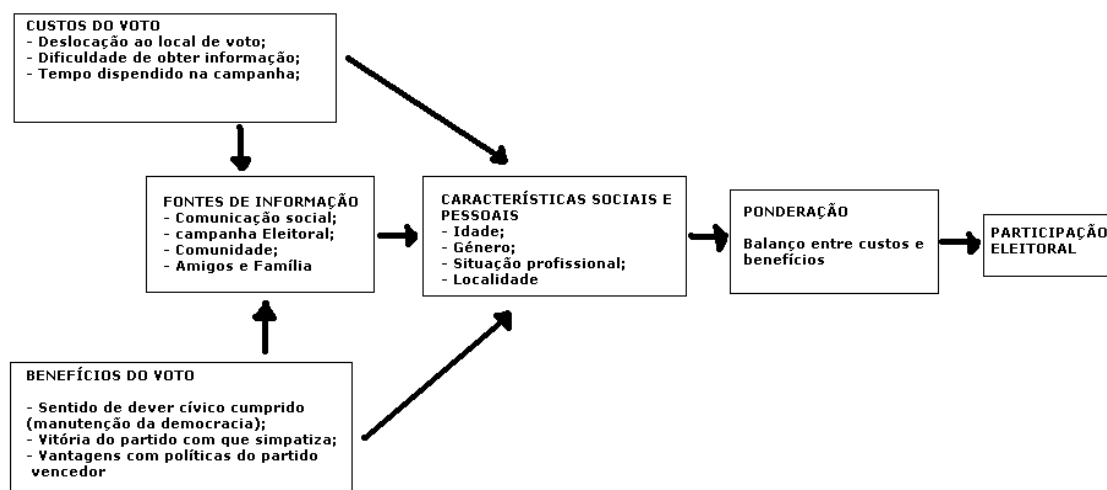 CUSTOS DO VOTO
- Deslocação ao local de voto;
- Dificuldade de obter informação;
- Tempo dispendido na campanha;
FONTES DE INFORMAÇÃO
- Comunicação social;
- campanha Eleitoral;
- Comunidade;
- Amigos e Família
CARACTERÍSTICAS SOCIAIS E
PESSOAIS
- Idade;
- Género;
- Situação profissional;
- Localidade
PONDERAÇÃO
Balanço entre custos e
benefícios
PARTICIPAÇÃO
ELEITORAL
BENEFÍCIOS DO VOTO
- Sentido de dever cívico cumprido
(manutenção da democracia);
- Vitória do partido com que simpatiza;
- Vantagens com políticas do partido
vencedor